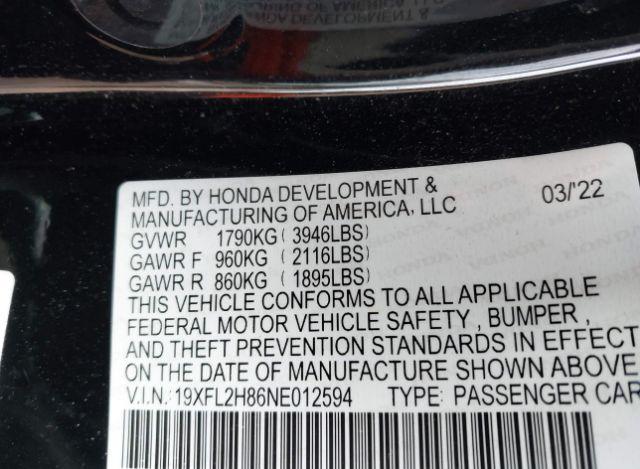 MFD. BY HONDA DEVELOPMENT &
MANUFACTURING OF AMERICA, LLC 03/'22
GVWR 1790KG ( 3946LBS)
GAWR F 960KG ( 2116LBS)
GAWR R 860KG ( 1895LBS)
THIS VEHICLE CONFORMS TO ALL APPLICABLE
FEDERAL MOTOR VEHICLE SAFETY , BUMPER ,
AND THEFT PREVENTION STANDARDS IN EFFECT
ON THE DATE OF MANUFACTURE SHOWN ABOVE
V.I.N.: 19XFL2H86NE012594 TYPE: PASSENGER CAR